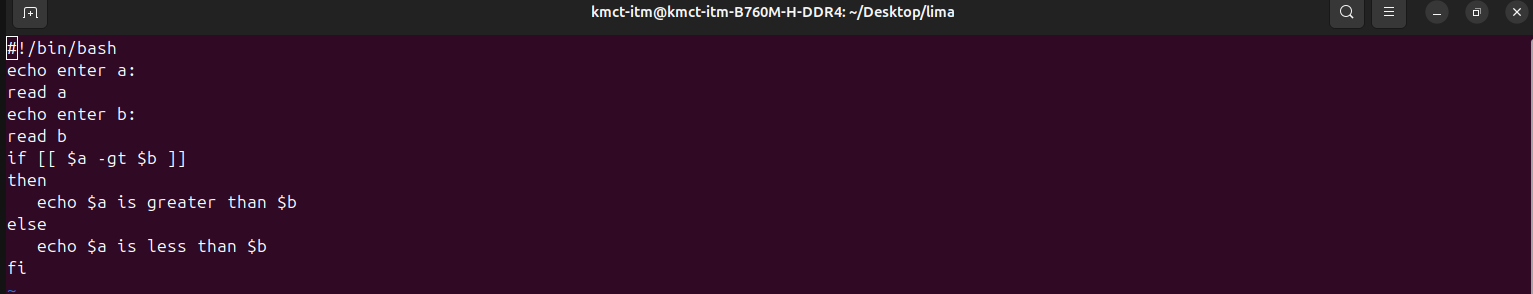 kmct-itm@kmct-itm-B760M-H-DDR4: ~/Desktop/lima
#!/bin/bash
echo enter a:
read a
echo enter b:
read b
if [[ $a -gt $b ]]
then
   echo $a is greater than $b
else
   echo $a is less than $b
fi
~